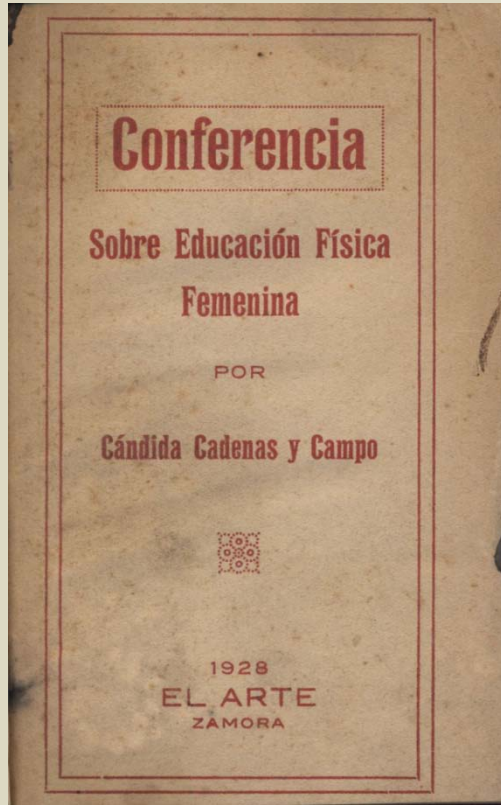 Conferencia
Sobre Educación Física
Femenina
POR
Cándida Cadenas y Campo
1928
EL ARTE
ZAMORA